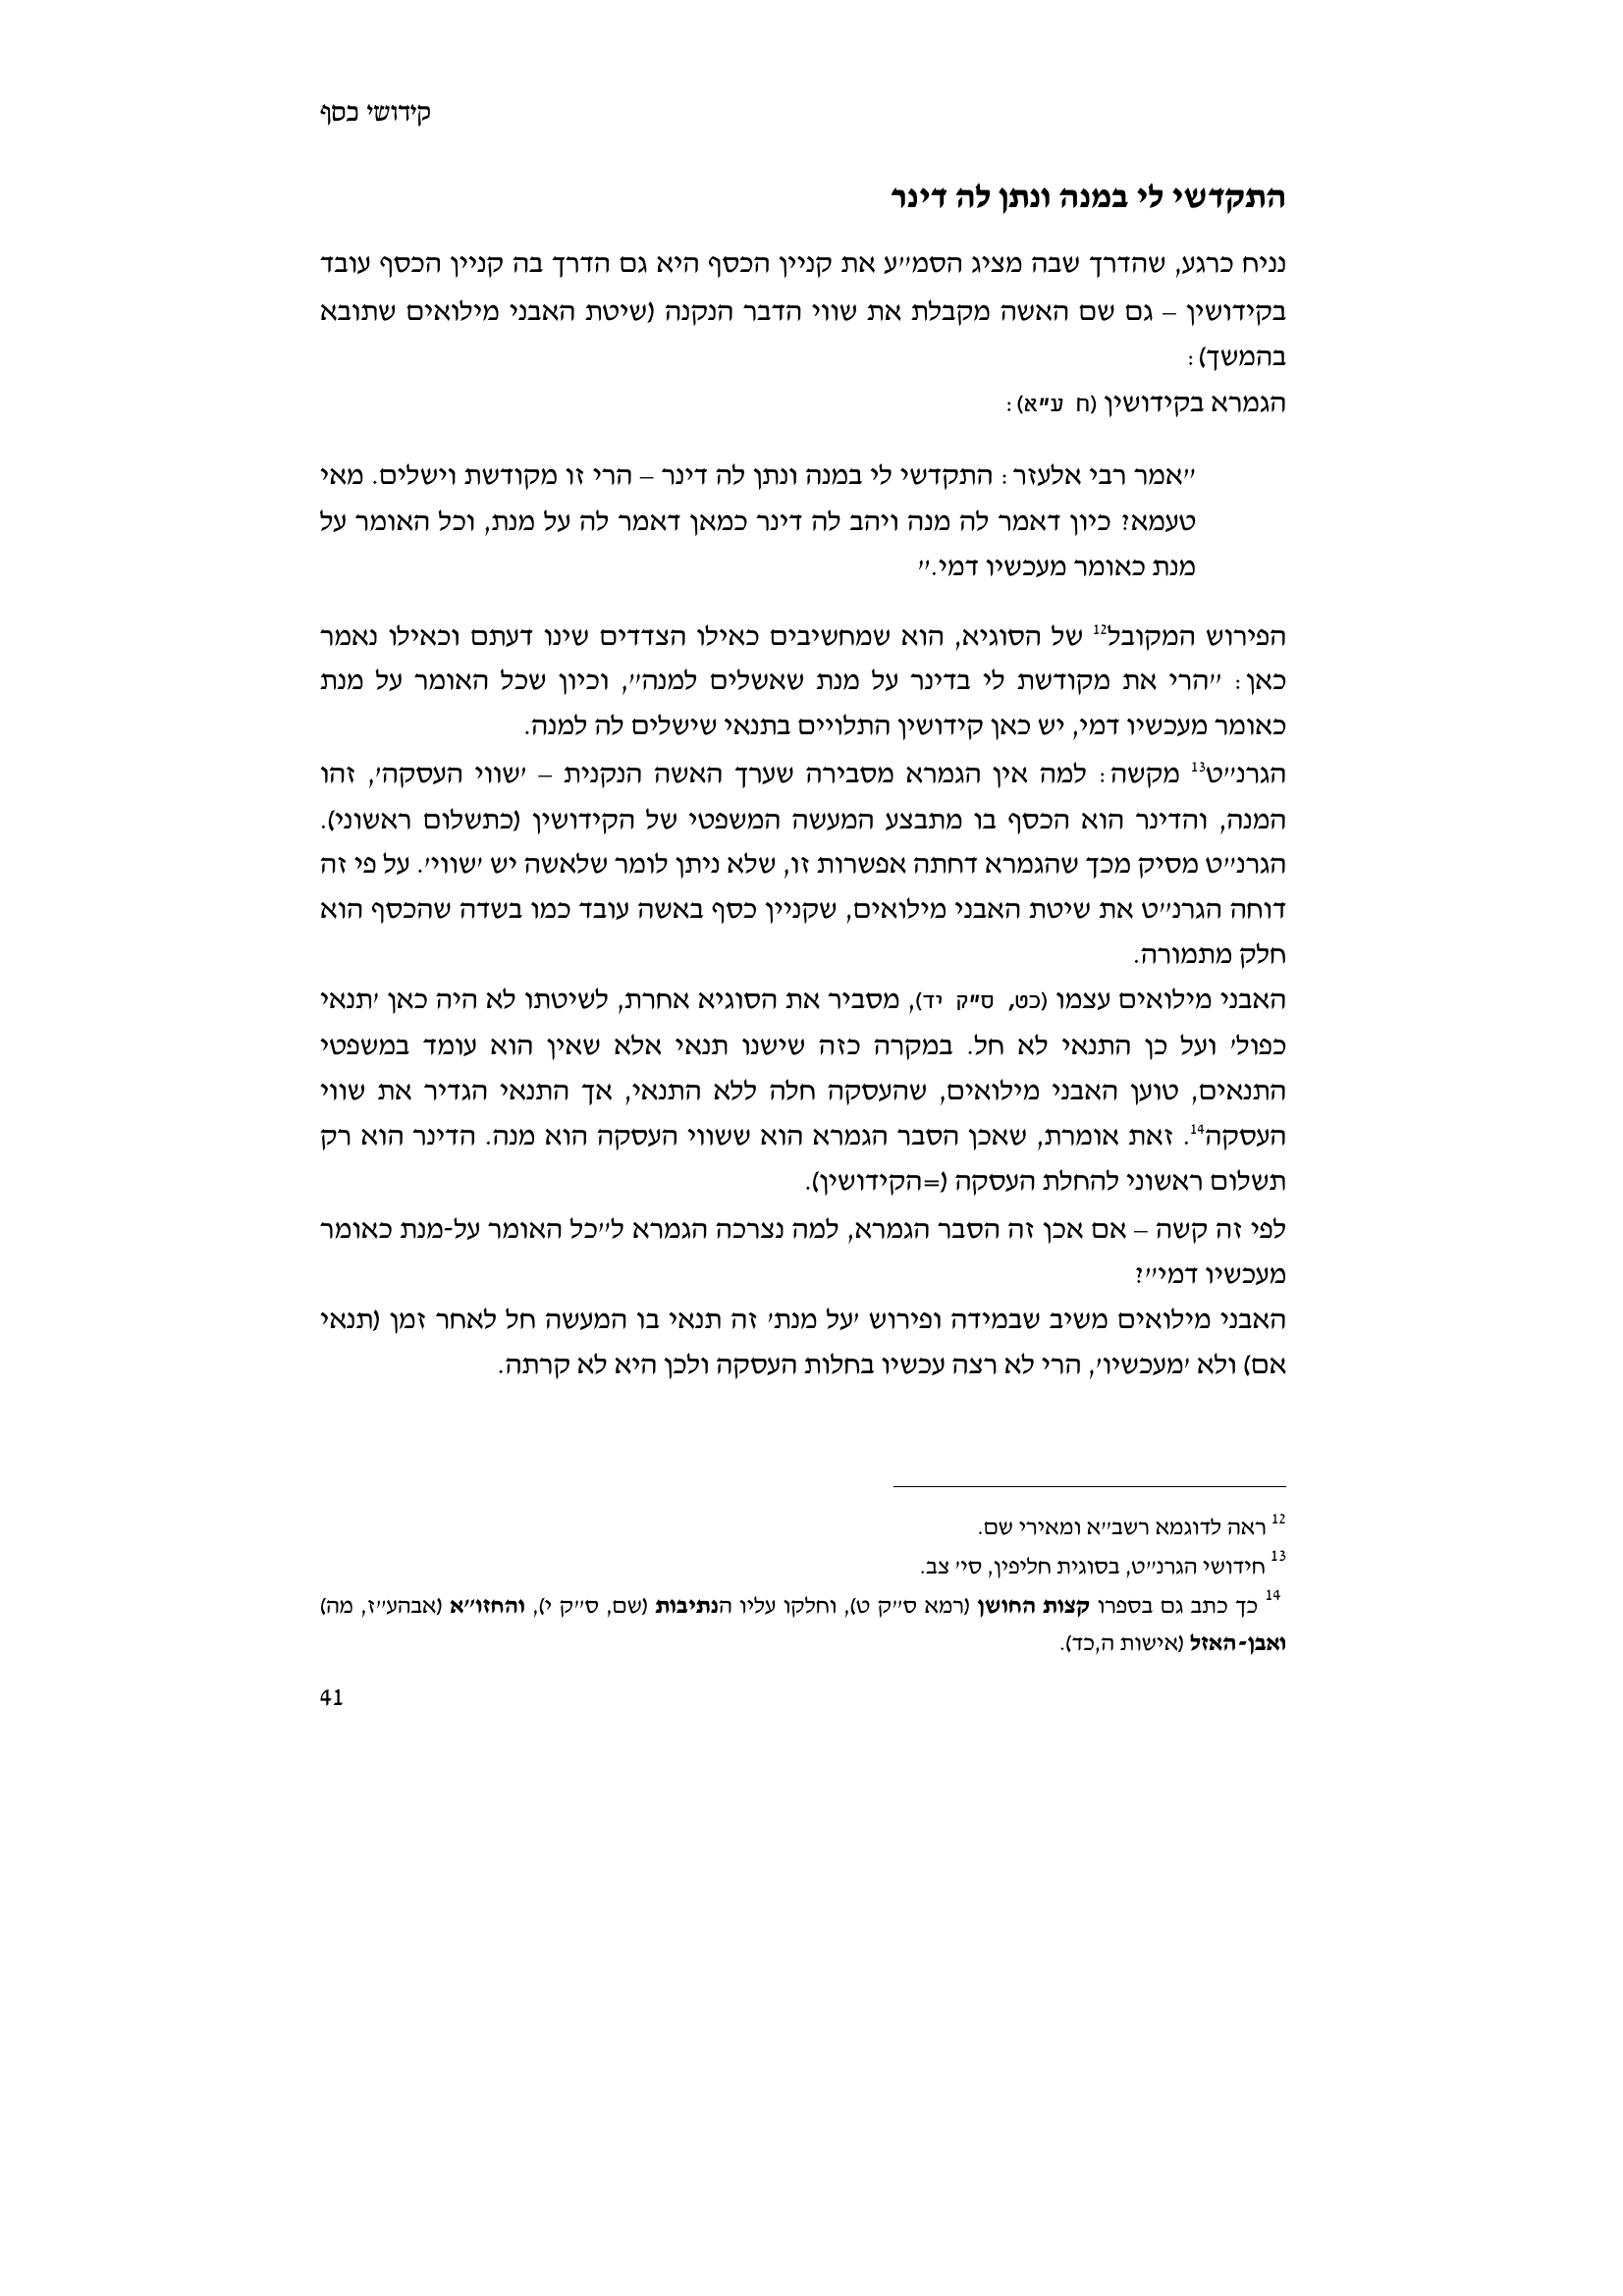 קידושי כסף
התקדשי לי במנה ונתן לה דינר
נניח כרגע, שהדרך שבה מציג הסמ״ע את קניין הכסף היא גם הדרך בה קניין הכסף עובד
בקידושין – גם שם האשה מקבלת את שווי הדבר הנקנה (שיטת האבני מילואים שתובא
בהמשך):
הגמרא בקידושין (ח ע״א):
״אמר רבי אלעזר: התקדשי לי במנה ונתן לה דינר – הרי זו מקודשת וישלים. מאי
טעמא? כיון דאמר לה מנה ויהב לה דינר כמאן דאמר לה על מנת, וכל האומר על
מנת כאומר מעכשיו דמי.״
הפירוש המקובל12 של הסוגיא, הוא שמחשיבים כאילו הצדדים שינו דעתם וכאילו נאמר
כאן: ״הרי את מקודשת לי בדינר על מנת שאשלים למנה״, וכיון שכל האומר על מנת
כאומר מעכשיו דמי, יש כאן קידושין התלויים בתנאי שישלים לה למנה.
הגרנ״ט13 מקשה: למה אין הגמרא מסבירה שערך האשה הנקנית – ׳שווי העסקה׳, זהו
המנה, והדינר הוא הכסף בו מתבצע המעשה המשפטי של הקידושין (כתשלום ראשוני).
הגרנ״ט מסיק מכך שהגמרא דחתה אפשרות זו, שלא ניתן לומר שלאשה יש ׳שווי׳. על פי זה
דוחה הגרנ״ט את שיטת האבני מילואים, שקניין כסף באשה עובד כמו בשדה שהכסף הוא
חלק מתמורה.
האבני מילואים עצמו (כט, ס״ק יד), מסביר את הסוגיא אחרת, לשיטתו לא היה כאן ׳תנאי
כפול׳ ועל כן התנאי לא חל. במקרה כזה שישנו תנאי אלא שאין הוא עומד במשפטי
התנאים, טוען האבני מילואים, שהעסקה חלה ללא התנאי, אך התנאי הגדיר את שווי
העסקה14. זאת אומרת, שאכן הסבר הגמרא הוא ששווי העסקה הוא מנה. הדינר הוא רק
תשלום ראשוני להחלת העסקה (=הקידושין).
לפי זה קשה – אם אכן זה הסבר הגמרא, למה נצרכה הגמרא ל״כל האומר על-מנת כאומר
מעכשיו דמי״?
האבני מילואים משיב שבמידה ופירוש ׳על מנת׳ זה תנאי בו המעשה חל לאחר זמן (תנאי
אם) ולא ׳מעכשיו׳, הרי לא רצה עכשיו בחלות העסקה ולכן היא לא קרתה.
12 ראה לדוגמא רשב״א ומאירי שם.
13 חידושי הגרנ״ט, בסוגית חליפין, סי׳ צב.
14 כך כתב גם בספרו קצות החושן (רמא ס״ק ט), וחלקו עליו הנתיבות (שם, ס״ק י), והחזו״א (אבהע״ז, מה)
ואבן-האזל (אישות ה,כד).
41